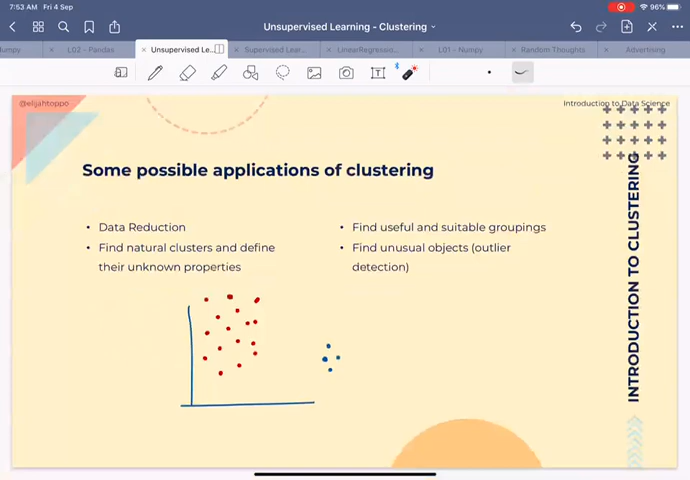 7:53 AM Fri 4 Sep
96%
Unsupervised Learning - Clustering
umpy
L02 - Pandas
Unsupervised Le...
Supervised Lear...
LinearRegressio...
L01 - Numpy
Random Thoughts
Advertising
@elijahtoppo
Introduction to Data Science
Some possible applications of clustering
• Data Reduction
• Find natural clusters and define
their unknown properties
• Find useful and suitable groupings
• Find unusual objects (outlier
detection)
INTRODUCTION TO CLUSTERING